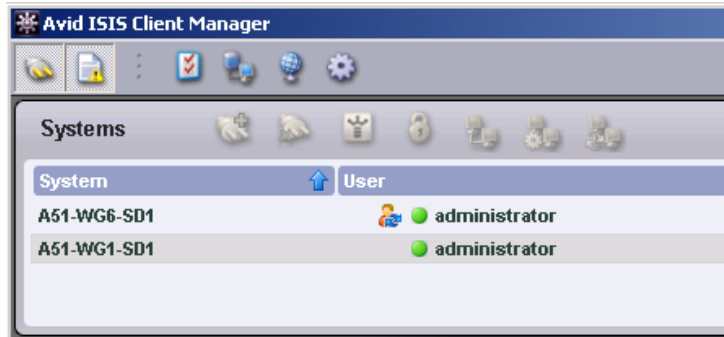 Avid ISIS Client Manager
Systems
System User
A51-WG6-SD1 administrator
A51-WG1-SD1 administrator